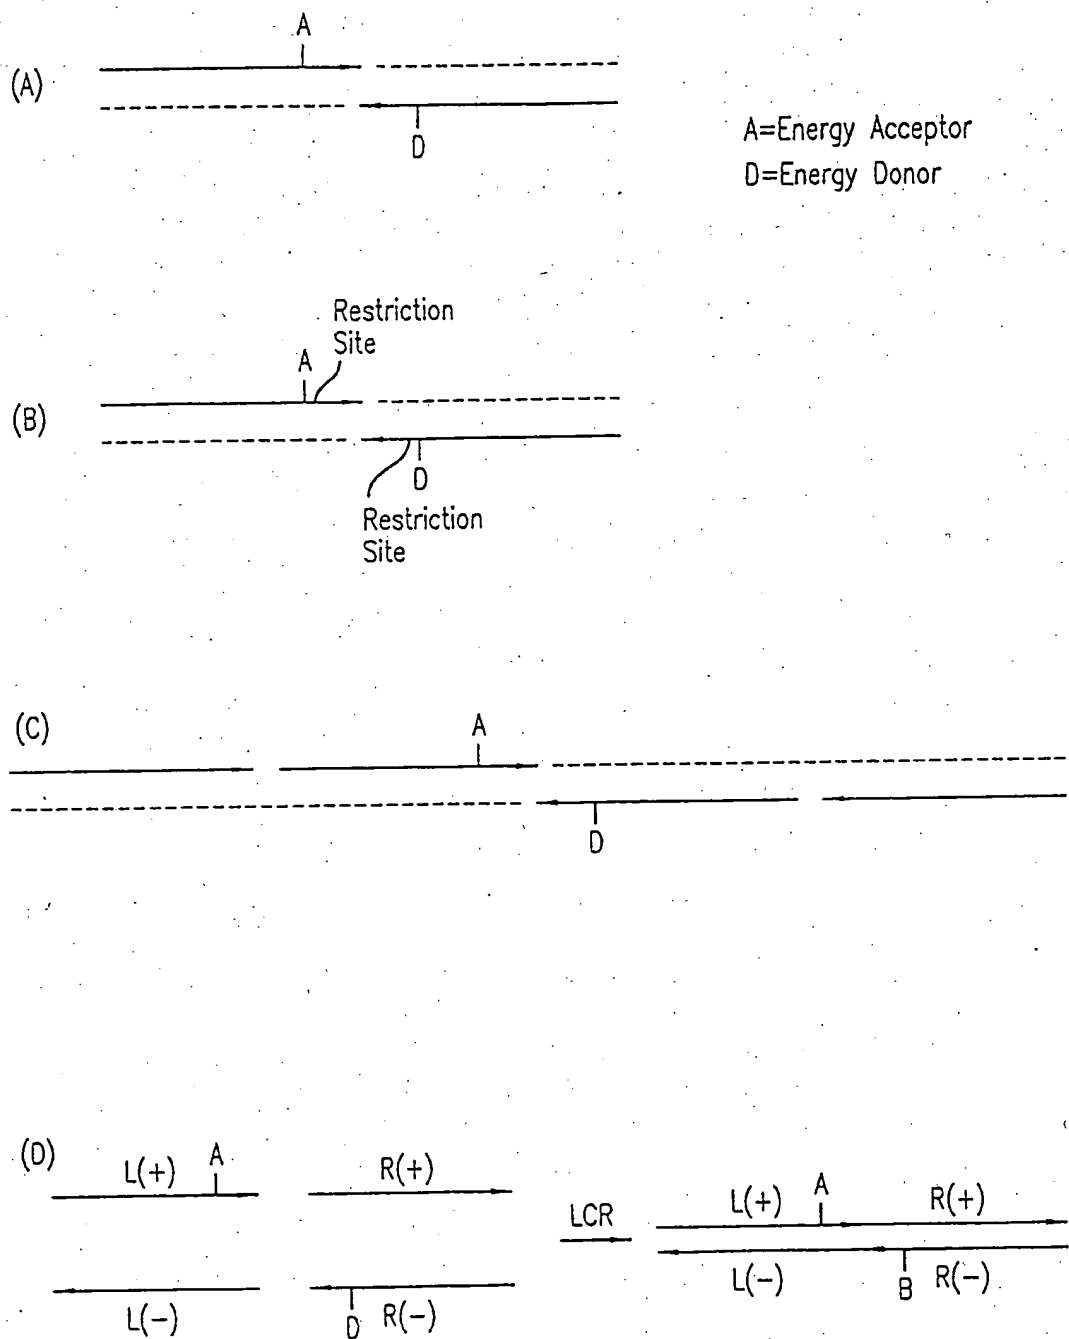 A
(A)
D
A=Energy Acceptor
D=Energy Donor
Restriction
Site
A
(B)
D
Restriction
Site
(C)
A
D
(D)
L(+) A R(+)
LCR
L(+) A R(+)
L(-) D R(-)
L(-) B R(-)